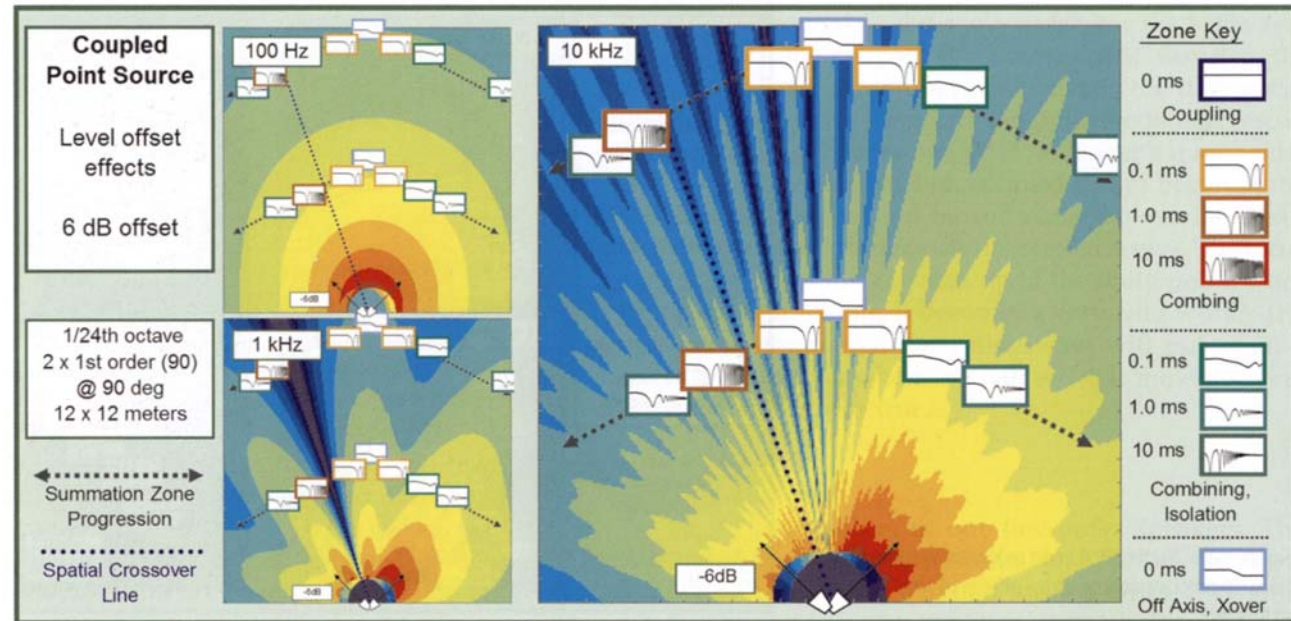 Coupled
Point Source
Level offset
effects
6 dB offset
1/24th octave
2 x 1st order (90)
@ 90 deg
12 x 12 meters
Summation Zone
Progression
Spatial Crossover
Line
100 Hz
-6dB
1 kHz
-6dB
10 kHz
-6dB
Zone Key
0 ms
Coupling
0.1 ms
1.0 ms
10 ms
Combing
0.1 ms
1.0 ms
10 ms
Combining,
Isolation
0 ms
Off Axis, Xover